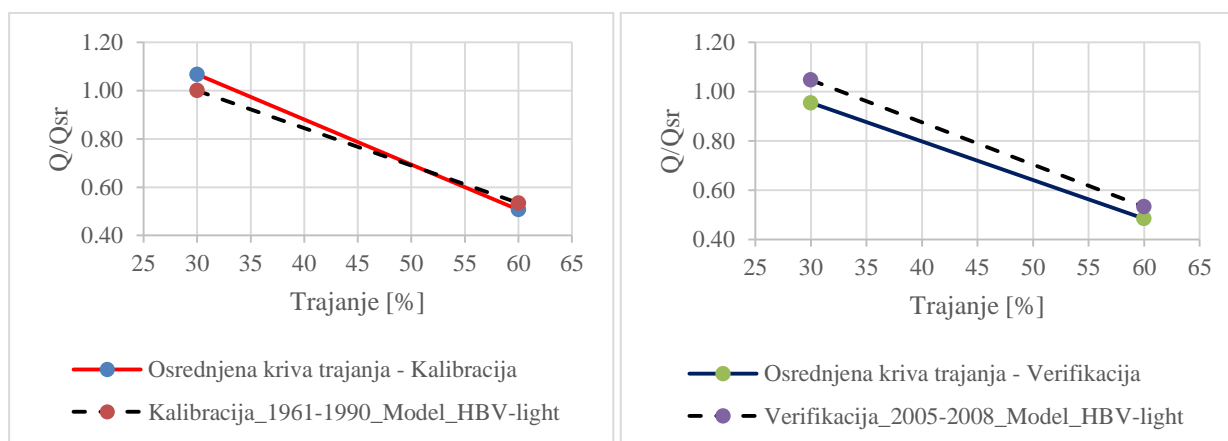 1.20
1.00
0.80
0.60
0.40
Q/Qsr
25 30 35 40 45 50 55 60 65
Trajanje [%]
Osrednjena kriva trajanja - Kalibracija
Kalibracija_1961-1990_Model_HBV-light
1.20
1.00
0.80
0.60
0.40
Q/Qsr
25 30 35 40 45 50 55 60 65
Trajanje [%]
Osrednjena kriva trajanja - Verifikacija
Verifikacija_2005-2008_Model_HBV-light